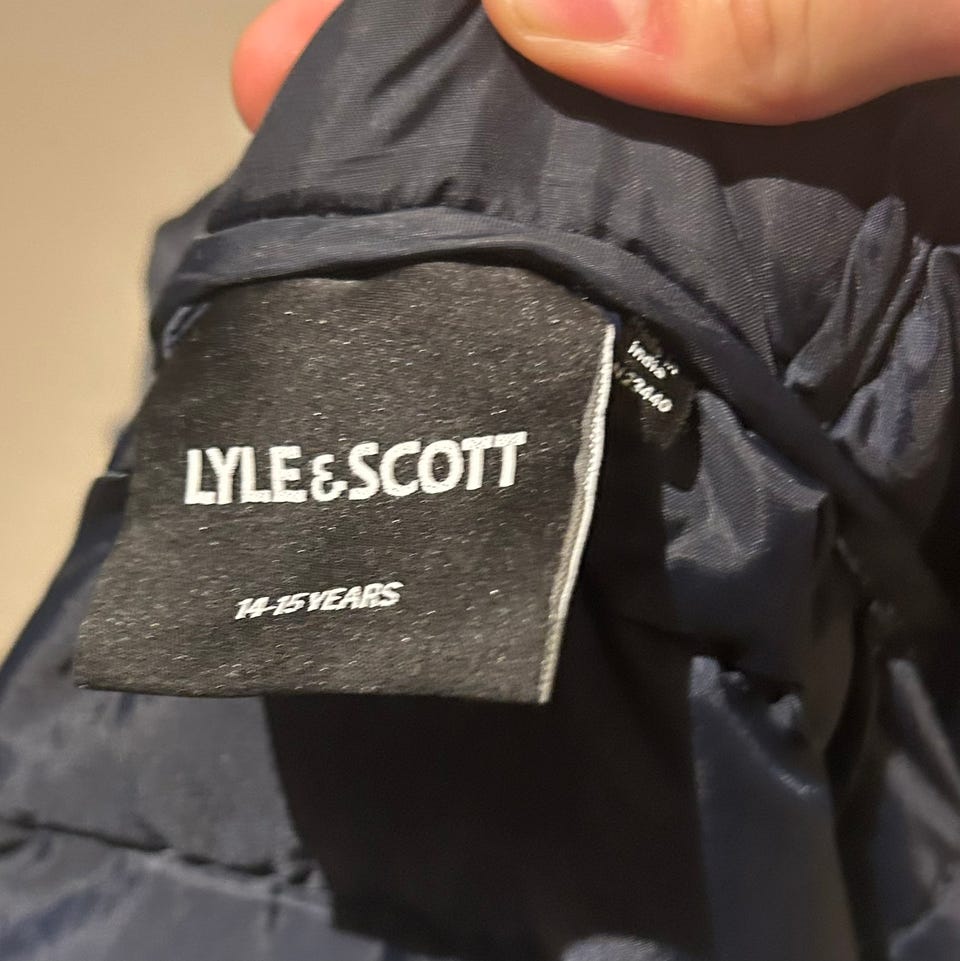 LYLE & SCOTT
14-15 YEARS